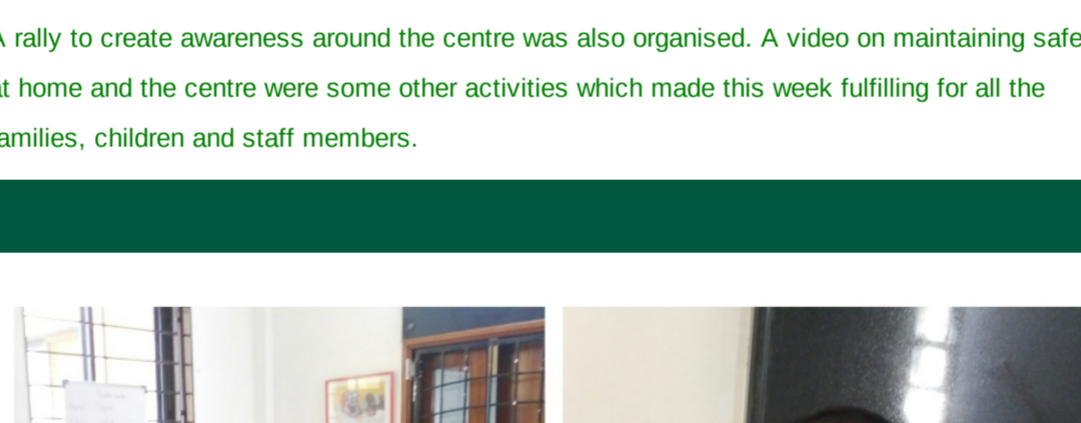 A rally to create awareness around the centre was also organised. A video on maintaining safe
at home and the centre were some other activities which made this week fulfilling for all the
amilies, children and staff members.